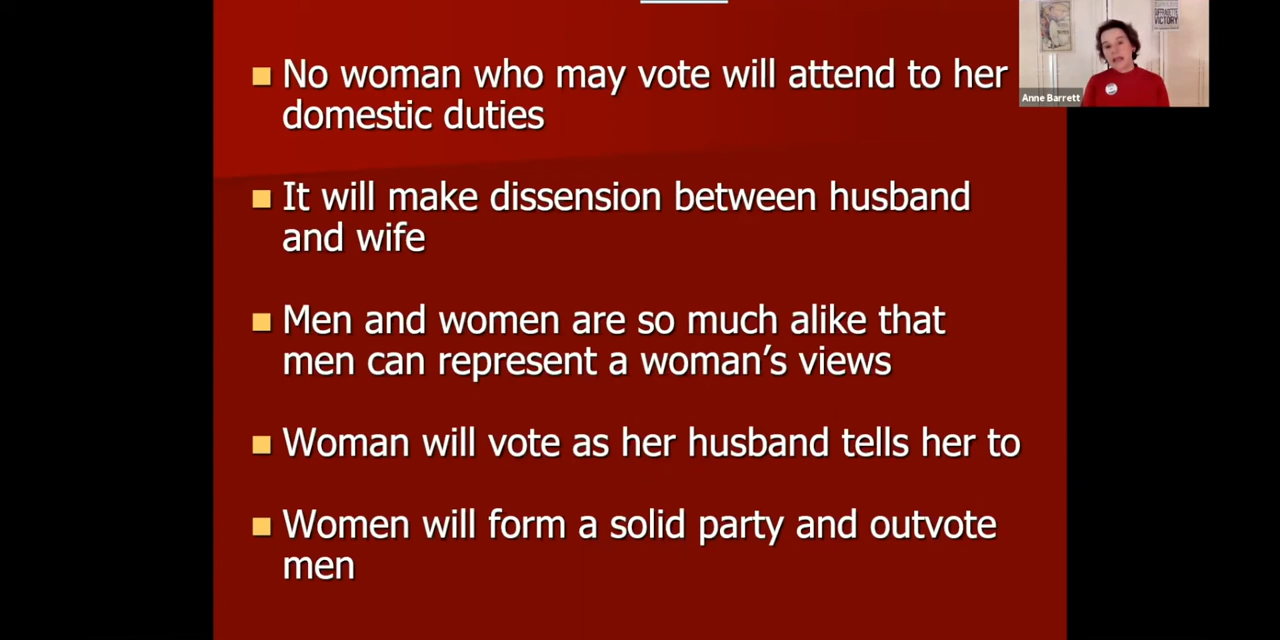 No woman who may vote will attend to her
domestic duties
It will make dissension between husband
and wife
Men and women are so much alike that
men can represent a woman’s views
Woman will vote as her husband tells her to
Women will form a solid party and outvote
men
SUFFRAGETTE
VICTORY
Anne Barrett